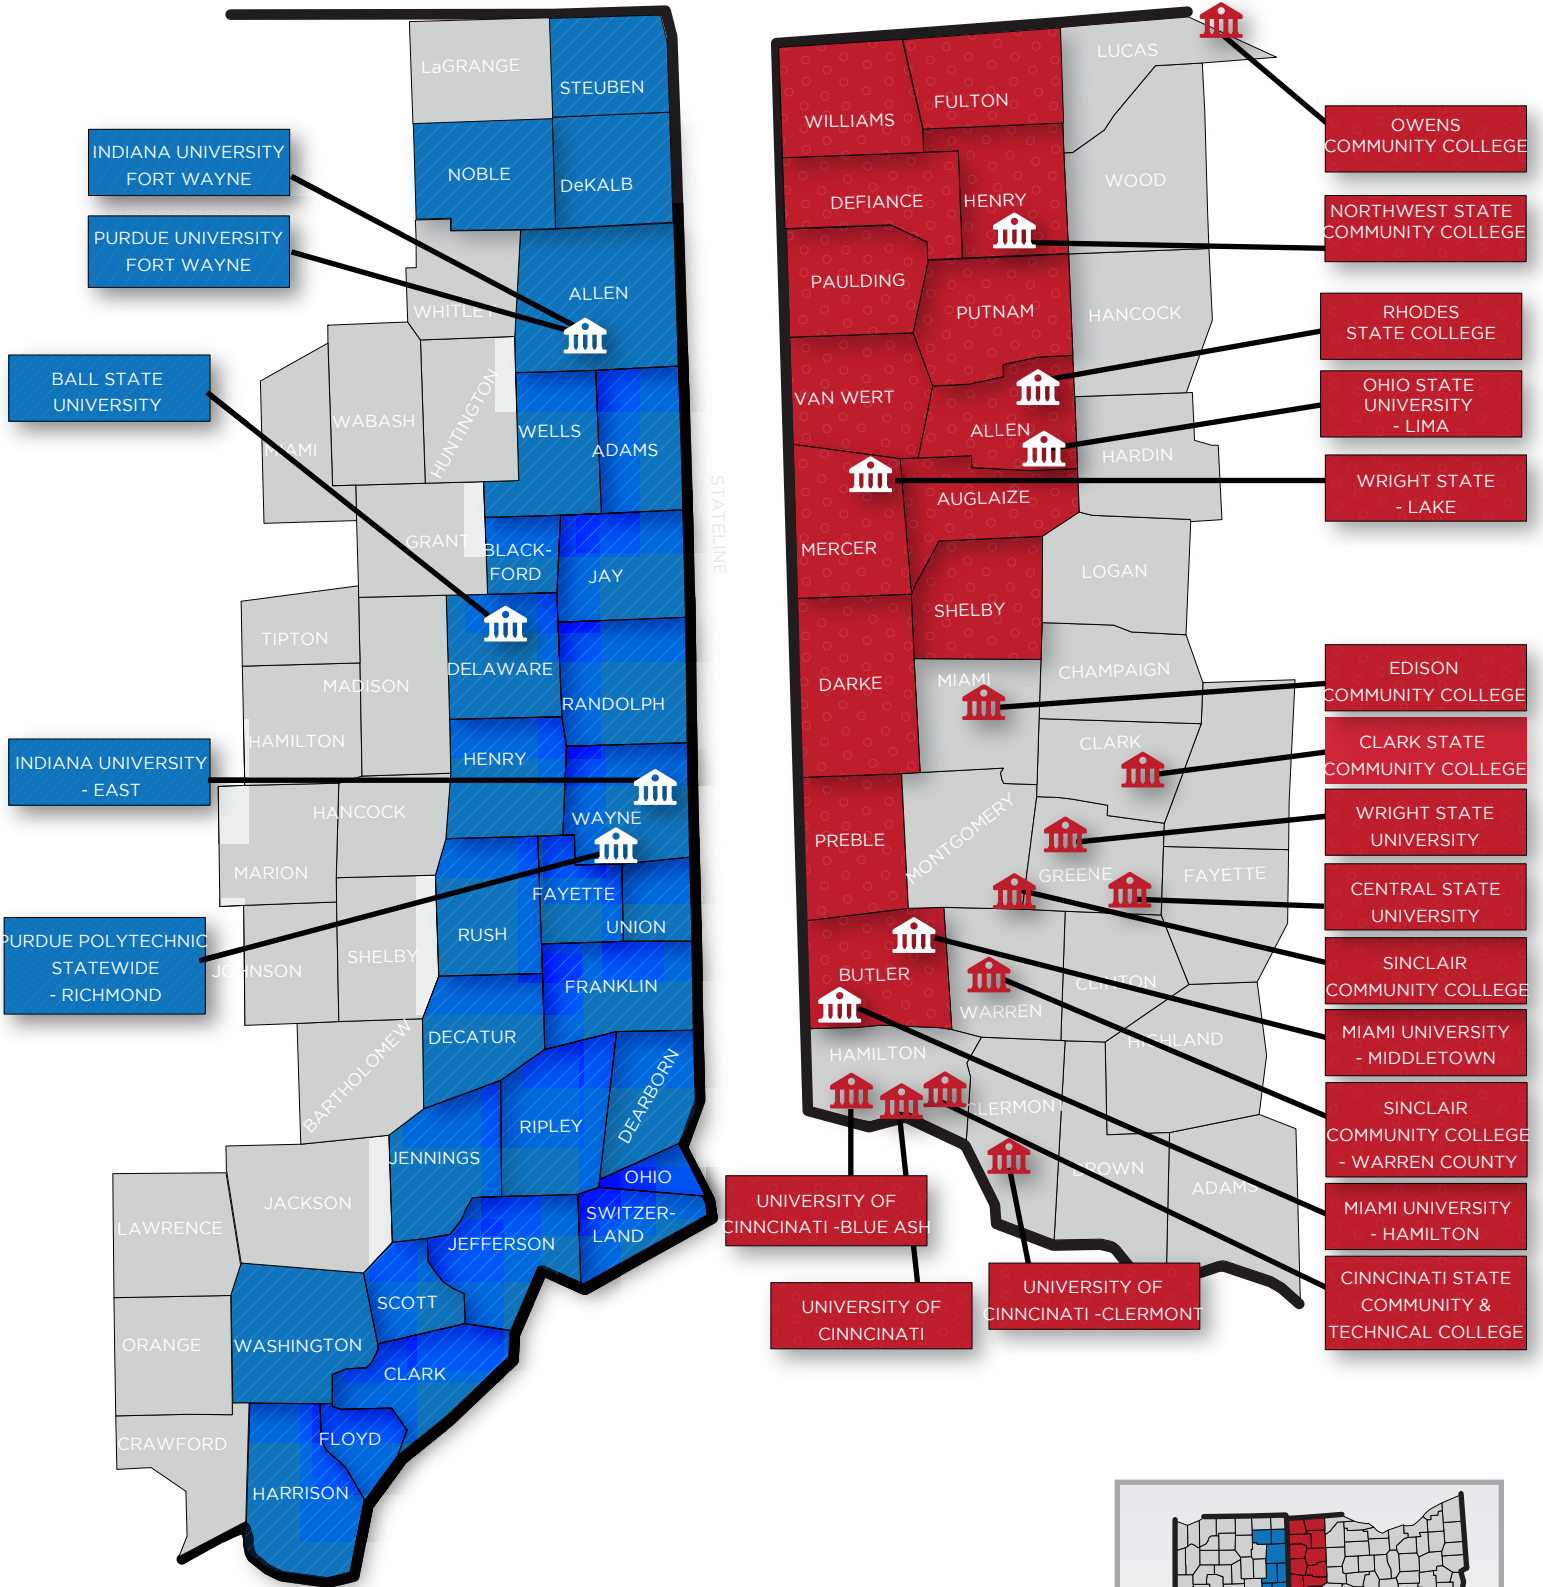 LaGRANGE
STEUBEN
NOBLE
DeKALB
INDIANA UNIVERSITY
FORT WAYNE
PURDUE UNIVERSITY
FORT WAYNE
ALLEN
WHITLEY
BALL STATE
UNIVERSITY
MIAMI
WABASH
HUNTINGTON
WELLS
ADAMS
GRANT
BLACK-
FORD
JAY
TIPTON
MADISON
DELAWARE
RANDOLPH
HAMILTON
HENRY
INDIANA UNIVERSITY
- EAST
HANCOCK
WAYNE
MARION
FAYETTE
UNION
RUSH
PURDUE POLYTECHNIC
STATEWIDE
- RICHMOND
JOHNSON
SHELBY
FRANKLIN
DECATUR
BARTHOLOMEW
DEARBORN
RIPLEY
JENNINGS
OHIO
JACKSON
LAWRENCE
SWITZER-
LAND
JEFFERSON
SCOTT
ORANGE
WASHINGTON
CLARK
CRAWFORD
FLOYD
HARRISON
STATELINE
LUCAS
WILLIAMS
FULTON
OWENS
COMMUNITY COLLEGE
WOOD
DEFIANCE
HENRY
NORTHWEST STATE
COMMUNITY COLLEGE
PAULDING
PUTNAM
HANCOCK
RHODES
STATE COLLEGE
VAN WERT
ALLEN
OHIO STATE
UNIVERSITY
- LIMA
HARDIN
AUGLAIZE
WRIGHT STATE
- LAKE
MERCER
LOGAN
SHELBY
DARKE
MIAMI
CHAMPAIGN
EDISON
COMMUNITY COLLEGE
CLARK
CLARK STATE
COMMUNITY COLLEGE
PREBLE
MONTGOMERY
WRIGHT STATE
UNIVERSITY
GREENE
FAYETTE
CENTRAL STATE
UNIVERSITY
SINCLAIR
COMMUNITY COLLEGE
BUTLER
WARREN
CLINTON
MIAMI UNIVERSITY
- MIDDLETOWN
HAMILTON
HIGHLAND
CLERMONT
SINCLAIR
COMMUNITY COLLEGE
- WARREN COUNTY
BROWN
ADAMS
UNIVERSITY OF
CINNCINATI -BLUE ASH
MIAMI UNIVERSITY
- HAMILTON
UNIVERSITY OF
CINNCINATI
UNIVERSITY OF
CINNCINATI -CLERMONT
CINNCINATI STATE
COMMUNITY &
TECHNICAL COLLEGE